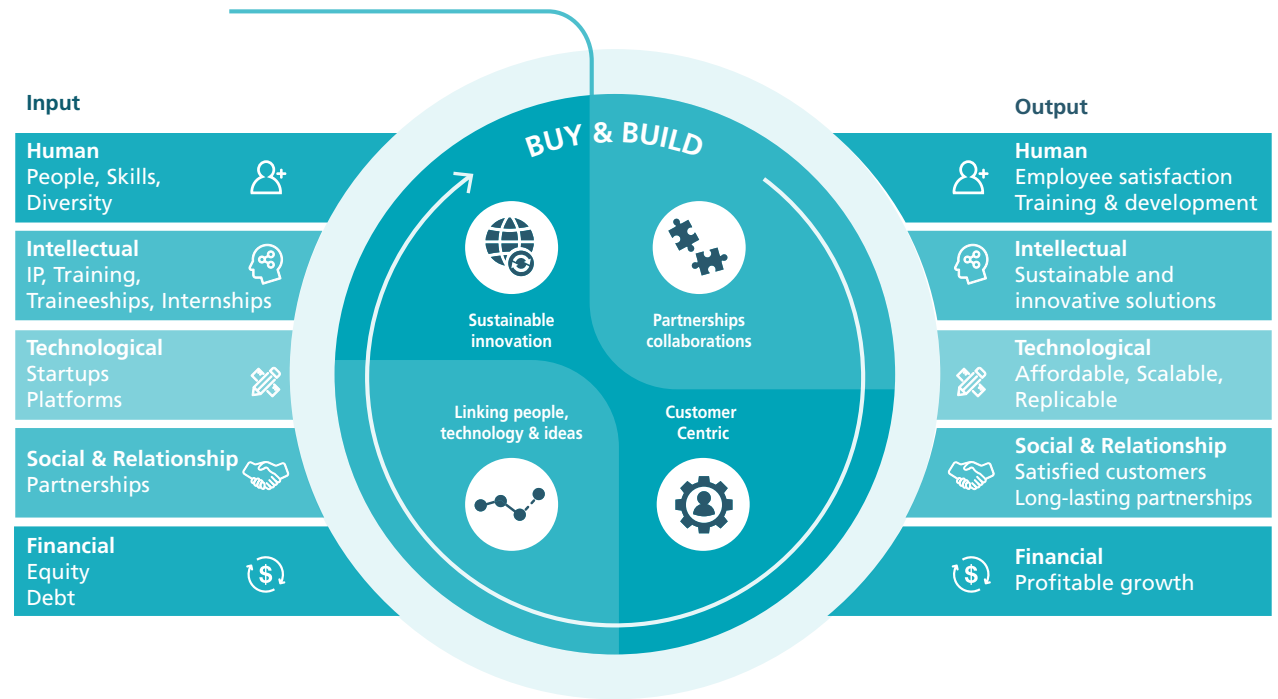 Input
Human
People, Skills,
Diversity
Intellectual
IP, Training,
Traineeships, Internships
Technological
Startups
Platforms
Social & Relationship
Partnerships
Financial
Equity
Debt
BUY & BUILD
Sustainable
innovation
Partnerships
collaborations
Linking people,
technology & ideas
Customer
Centric
Output
Human
Employee satisfaction
Training & development
Intellectual
Sustainable and
innovative solutions
Technological
Affordable, Scalable,
Replicable
Social & Relationship
Satisfied customers
Long-lasting partnerships
Financial
Profitable growth